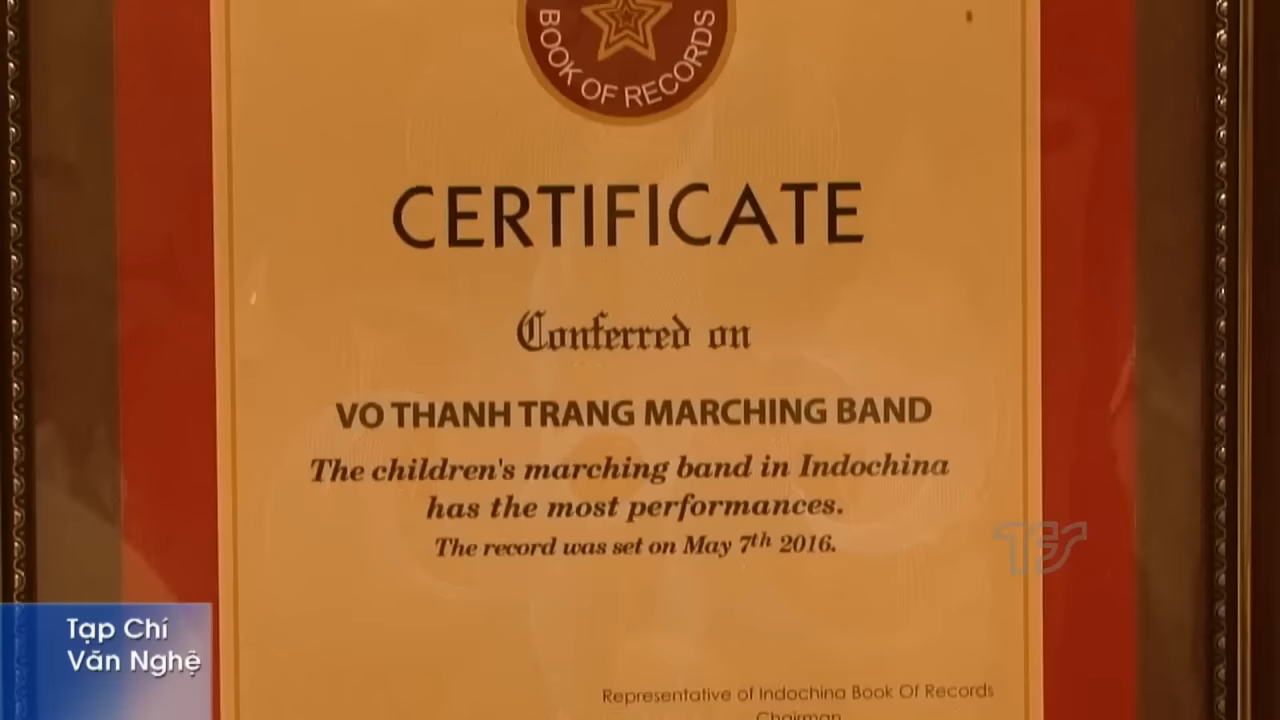 BOOK OF RECORDS
CERTIFICATE
Conferred on
VO THANH TRANG MARCHING BAND
The children's marching band in Indochina
has the most performances.
The record was set on May 7th 2016.
TFS
Tạp Chí
Văn Nghệ
Representative of Indochina Book Of Records
Chairman